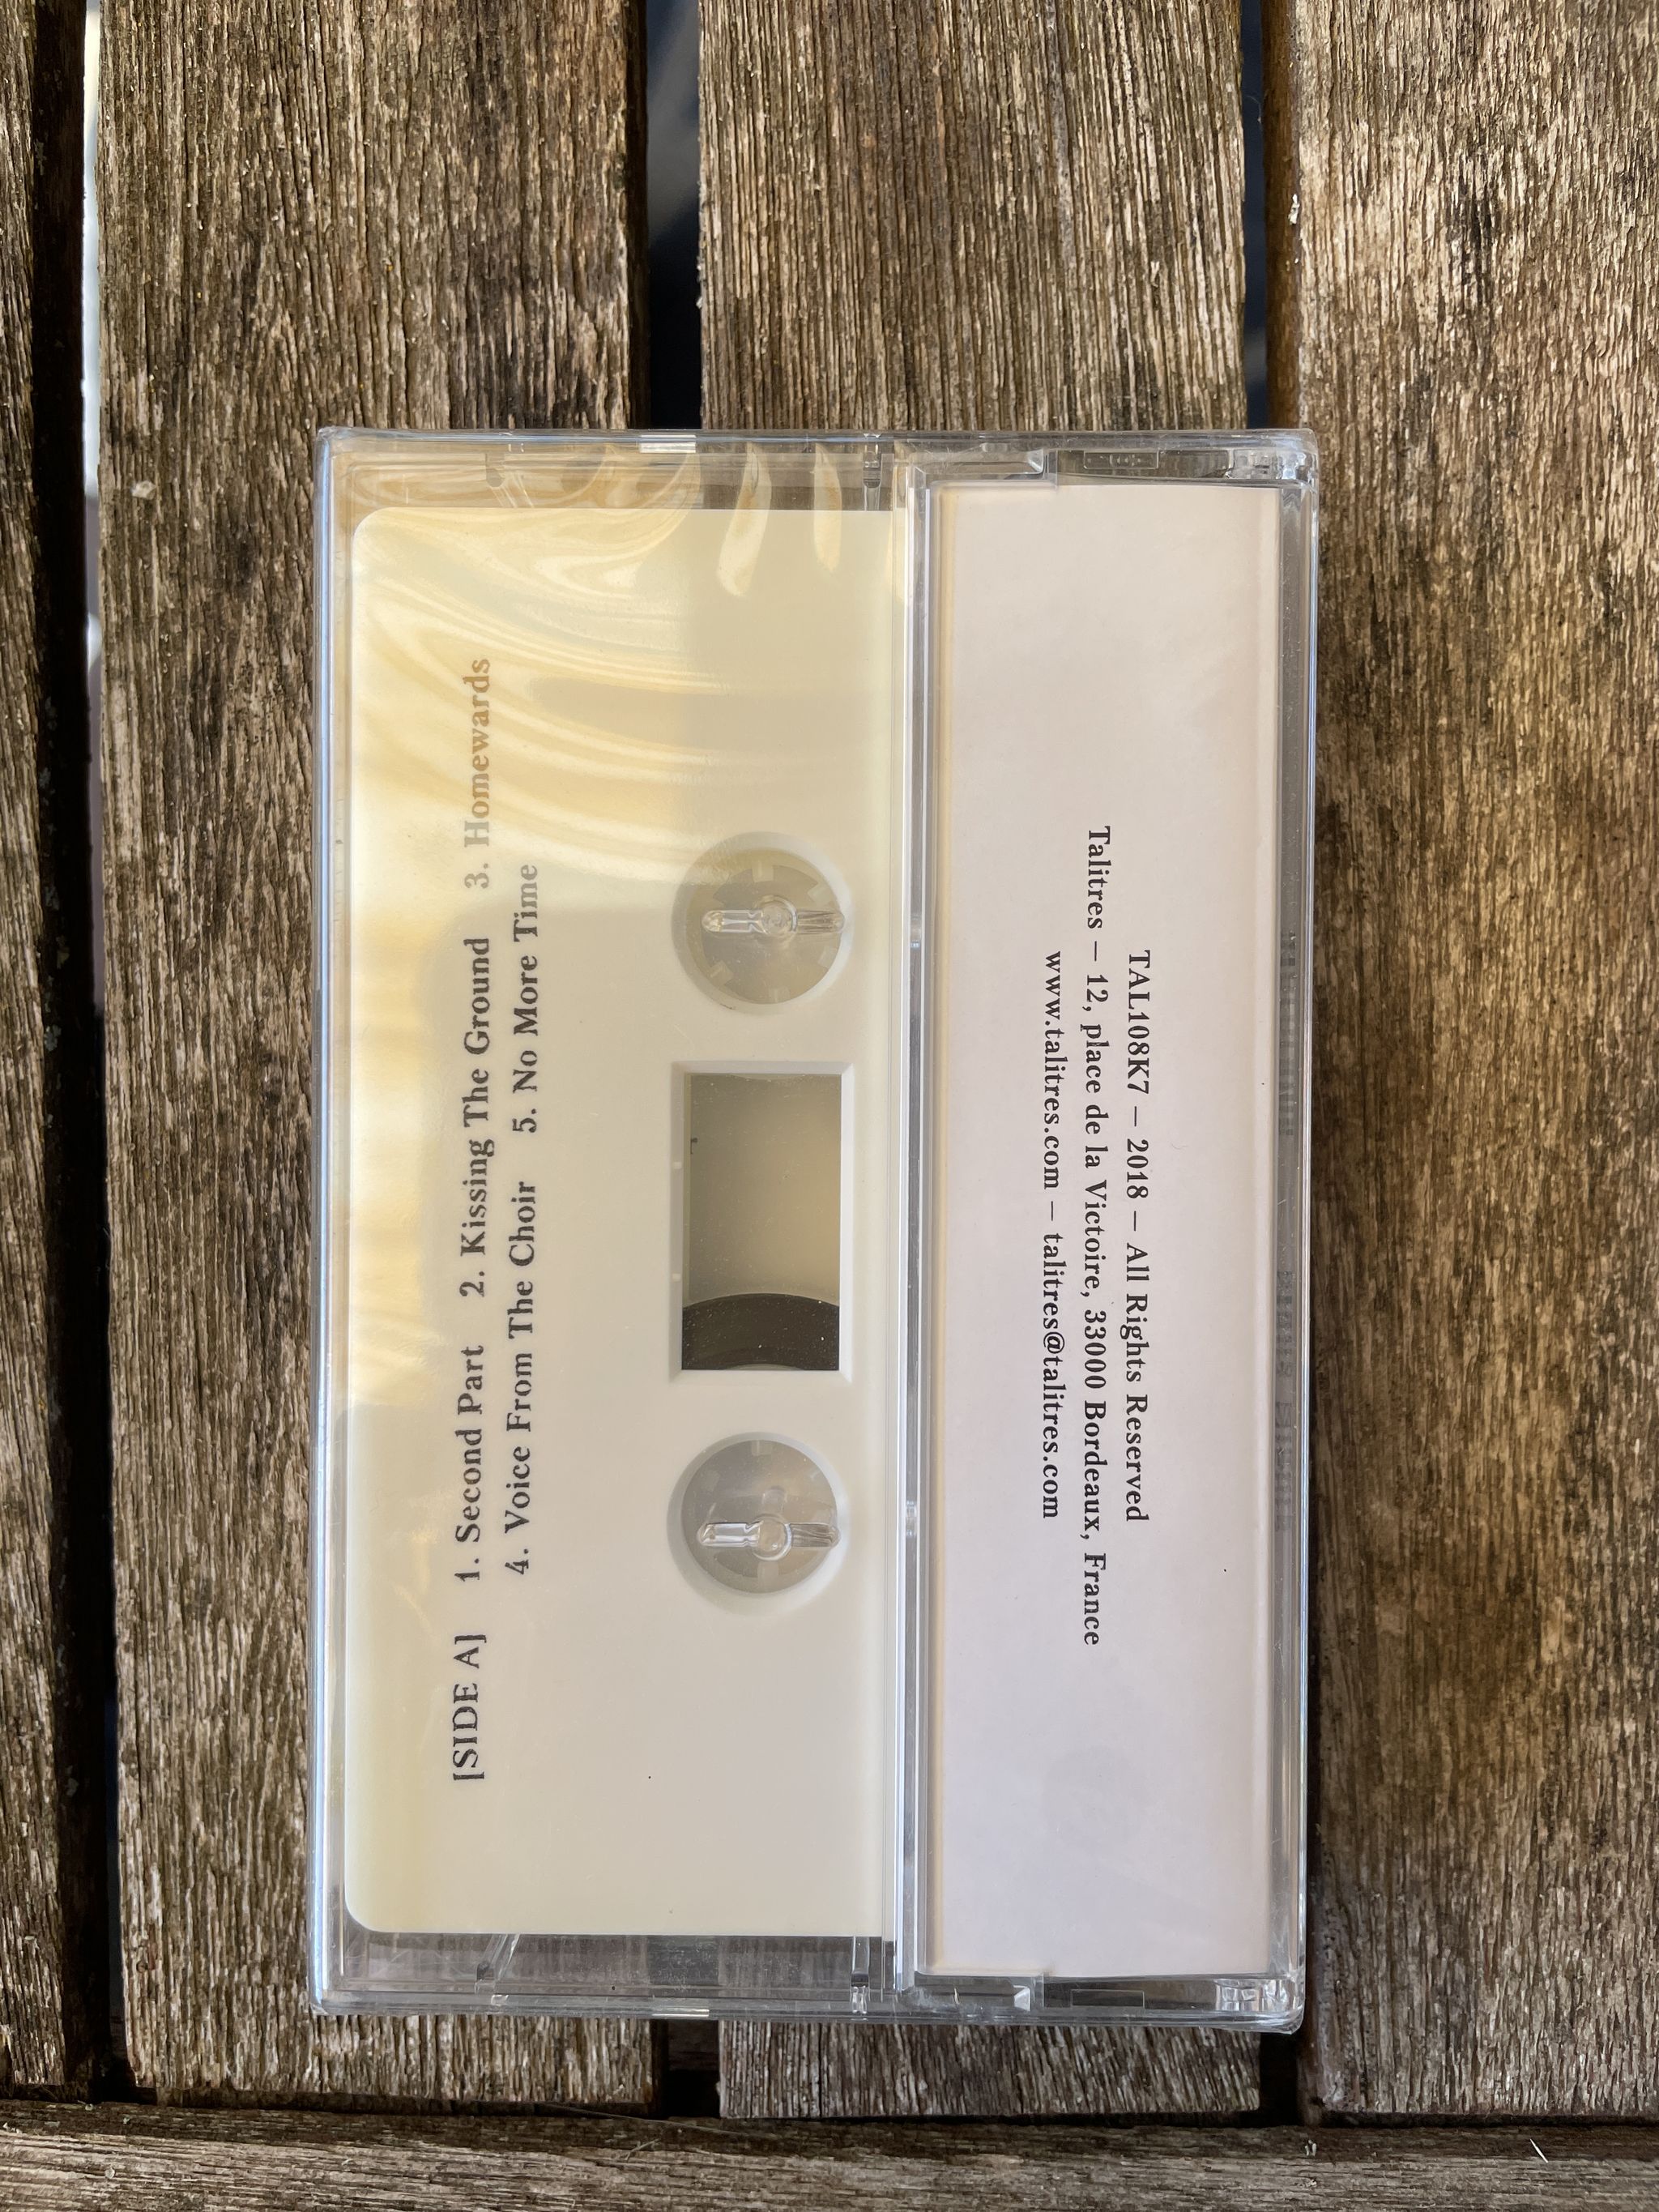 [SIDE A] 1. Second Part 2. Kissing The Ground 3. Homewards
4. Voice From The Choir 5. No More Time
TAL108K7 – 2018 – All Rights Reserved
Talitres – 12, place de la Victoire, 33000 Bordeaux, France
www.talitres.com – talitres@talitres.com